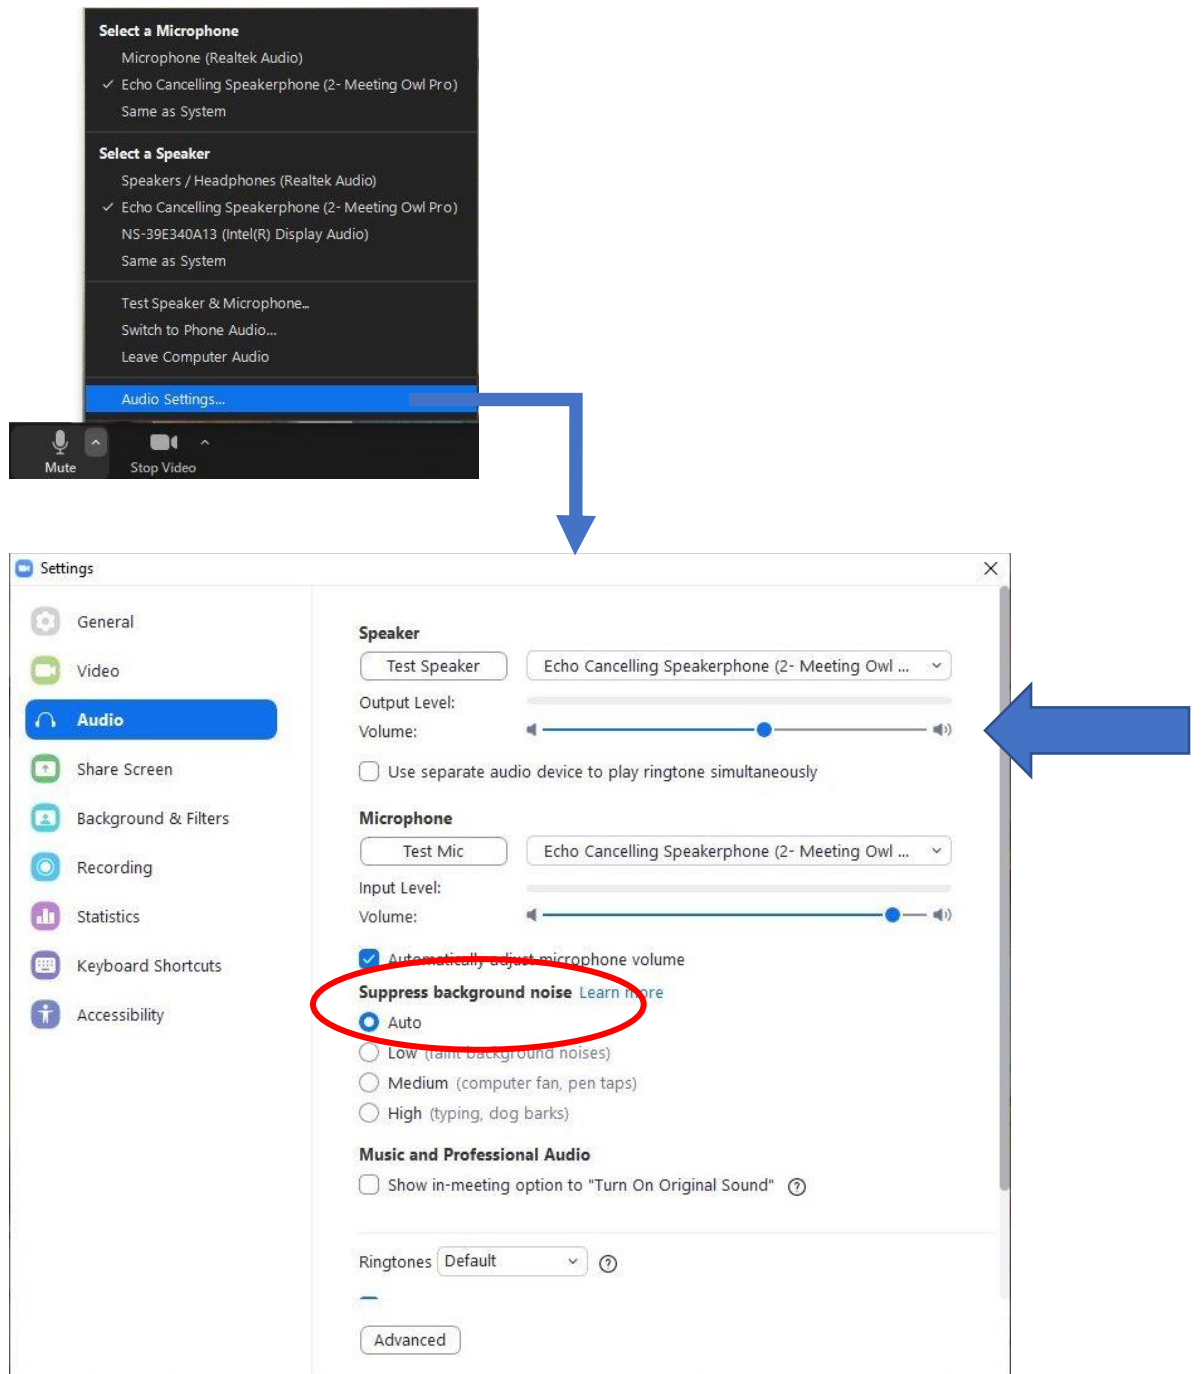 Select a Microphone
Microphone (Realtek Audio)
Echo Cancelling Speakerphone (2- Meeting Owl Pro)
Same as System
Select a Speaker
Speakers / Headphones (Realtek Audio)
Echo Cancelling Speakerphone (2- Meeting Owl Pro)
NS-39E340A13 (Intel(R) Display Audio)
Same as System
Test Speaker & Microphone...
Switch to Phone Audio...
Leave Computer Audio
Audio Settings...
Mute Stop Video
Settings
General
Video
Audio
Share Screen
Background & Filters
Recording
Statistics
Keyboard Shortcuts
Accessibility
Speaker
Test Speaker Echo Cancelling Speakerphone (2- Meeting Owl ...
Output Level:
Volume:
Use separate audio device to play ringtone simultaneously
Microphone
Test Mic Echo Cancelling Speakerphone (2- Meeting Owl ...
Input Level:
Volume:
Automatically adjust microphone volume
Suppress background noise Learn more
Auto
Low (faint background noises)
Medium (computer fan, pen taps)
High (typing, dog barks)
Music and Professional Audio
Show in-meeting option to "Turn On Original Sound" ?
Ringtones Default ?
Advanced